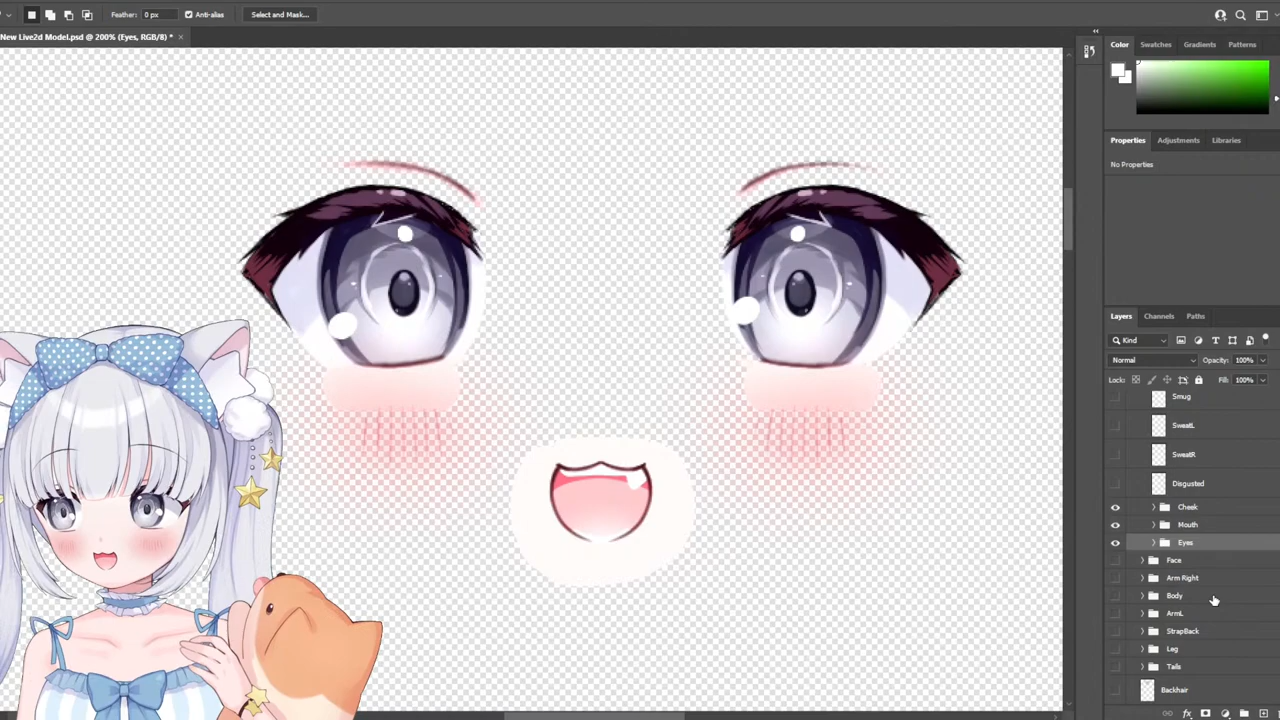 Feather: 0 px Anti-alias Select and Mask...
New Live2d Model.psd @ 200% (Eyes, RGB/8) * ×
Color Swatches Gradients Patterns
Properties Adjustments Libraries
No Properties
Layers Channels Paths
Kind
Normal Opacity: 100%
Lock: Fill: 100%
Smug
SweatL
SweatR
Disgusted
Cheek
Mouth
Eyes
Face
Arm Right
Body
ArmL
StrapBack
Leg
Tails
Backhair
fx